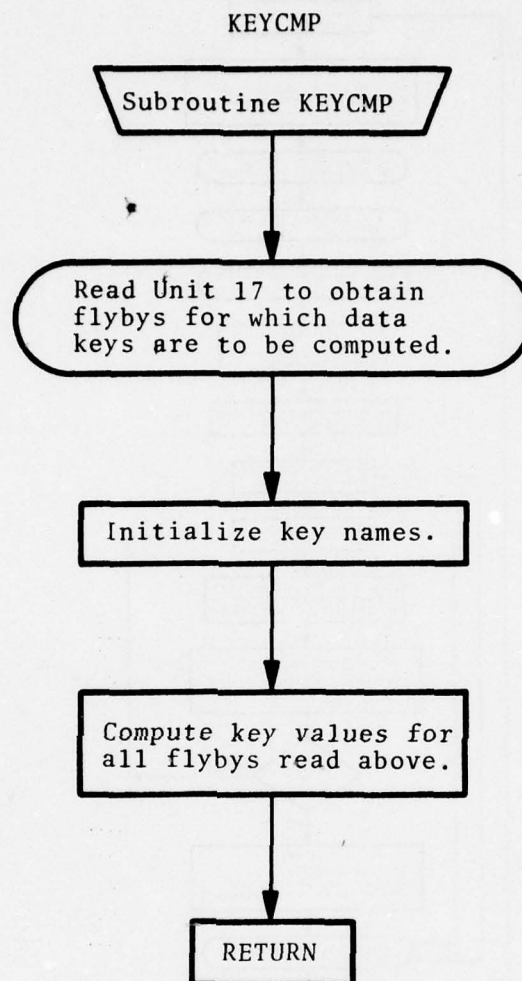 KEYCMP
Subroutine KEYCMP
Read Unit 17 to obtain
flybys for which data
keys are to be computed.
Initialize key names.
Compute key values for
all flybys read above.
RETURN